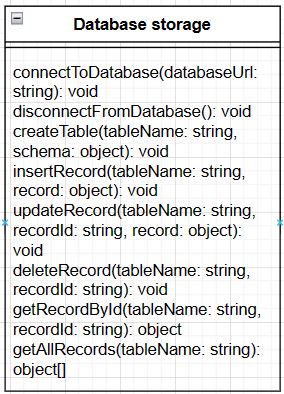 Database storage
connectToDatabase(databaseUrl:
string): void
disconnectFromDatabase(): void
createTable(tableName: string,
schema: object): void
insertRecord(tableName: string,
record: object): void
updateRecord(tableName: string,
recordId: string, record: object):
void
deleteRecord(tableName: string,
recordId: string): void
getRecordById(tableName: string,
recordId: string): object
getAllRecords(tableName: string):
object[]